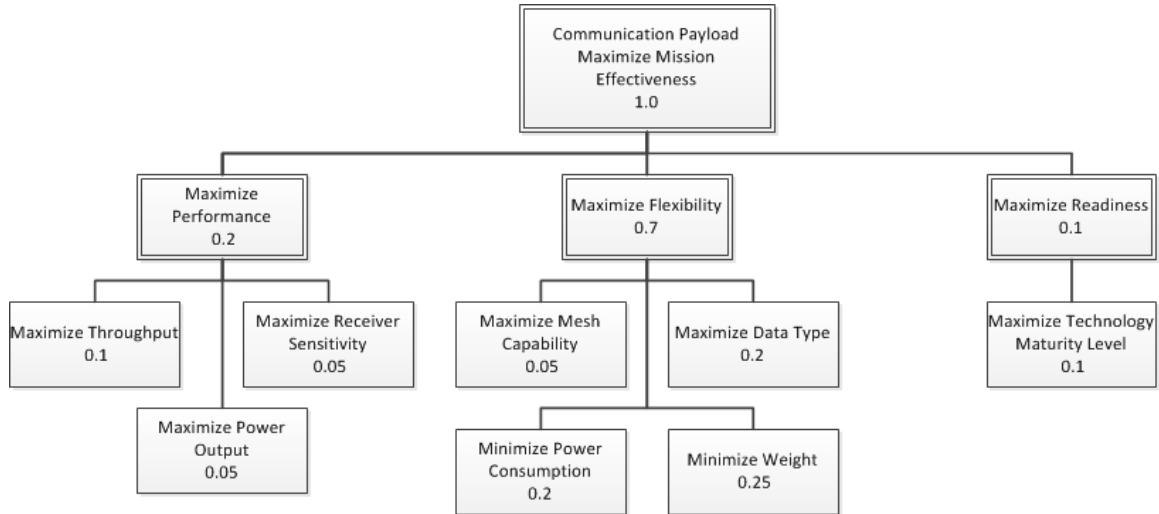 Communication Payload
Maximize Mission
Effectiveness
1.0
Maximize
Performance
0.2
Maximize Flexibility
0.7
Maximize Readiness
0.1
Maximize Throughput
0.1
Maximize Receiver
Sensitivity
0.05
Maximize Mesh
Capability
0.05
Maximize Data Type
0.2
Maximize Technology
Maturity Level
0.1
Maximize Power
Output
0.05
Minimize Power
Consumption
0.2
Minimize Weight
0.25